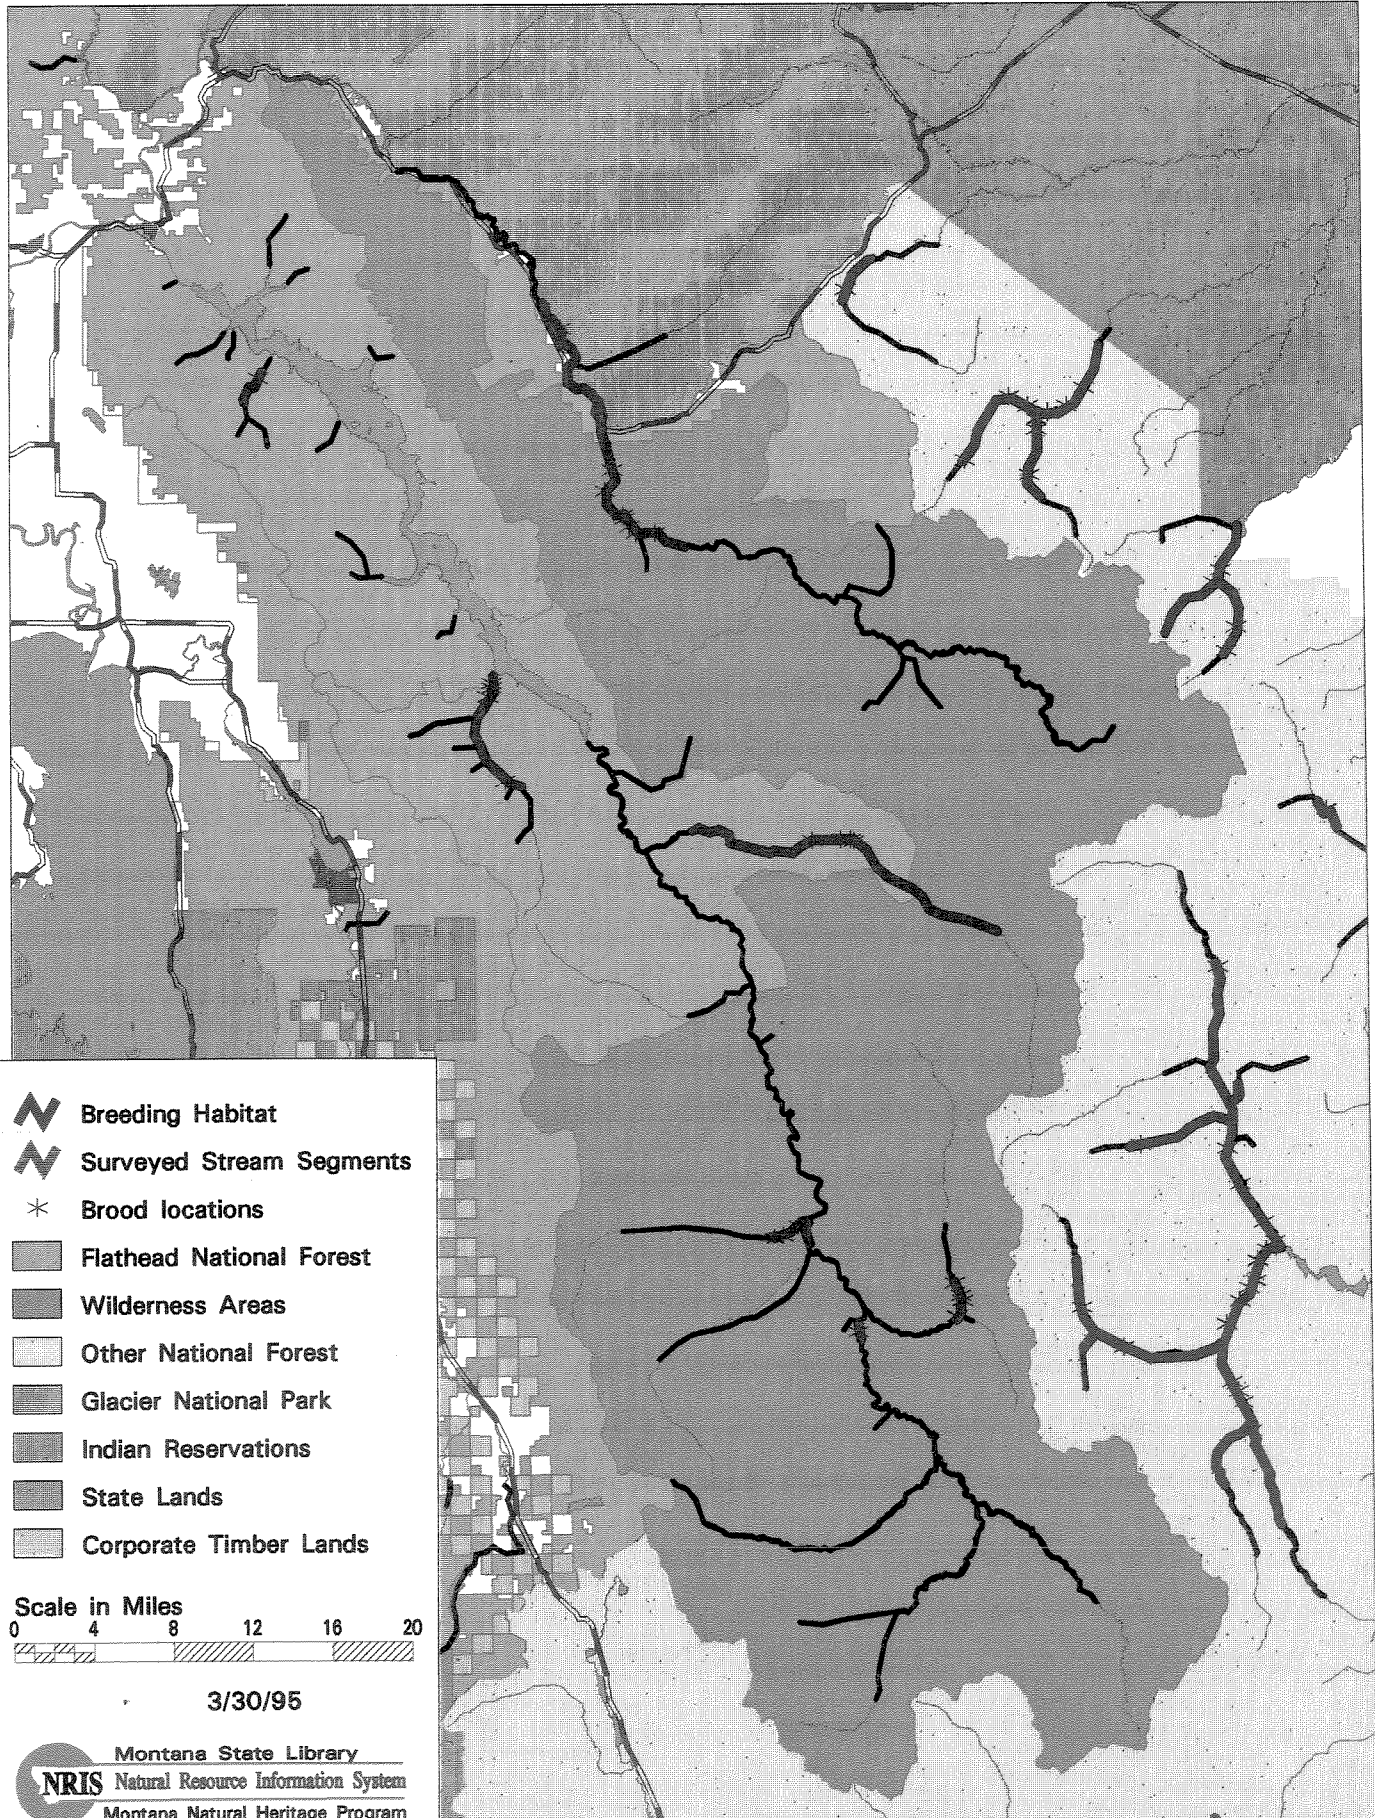 Breeding Habitat
Surveyed Stream Segments
Brood locations
Flathead National Forest
Wilderness Areas
Other National Forest
Glacier National Park
Indian Reservations
State Lands
Corporate Timber Lands
Scale in Miles
0 4 8 12 16 20
3/30/95
Montana State Library
NRIS Natural Resource Information System
Montana Natural Heritage Program